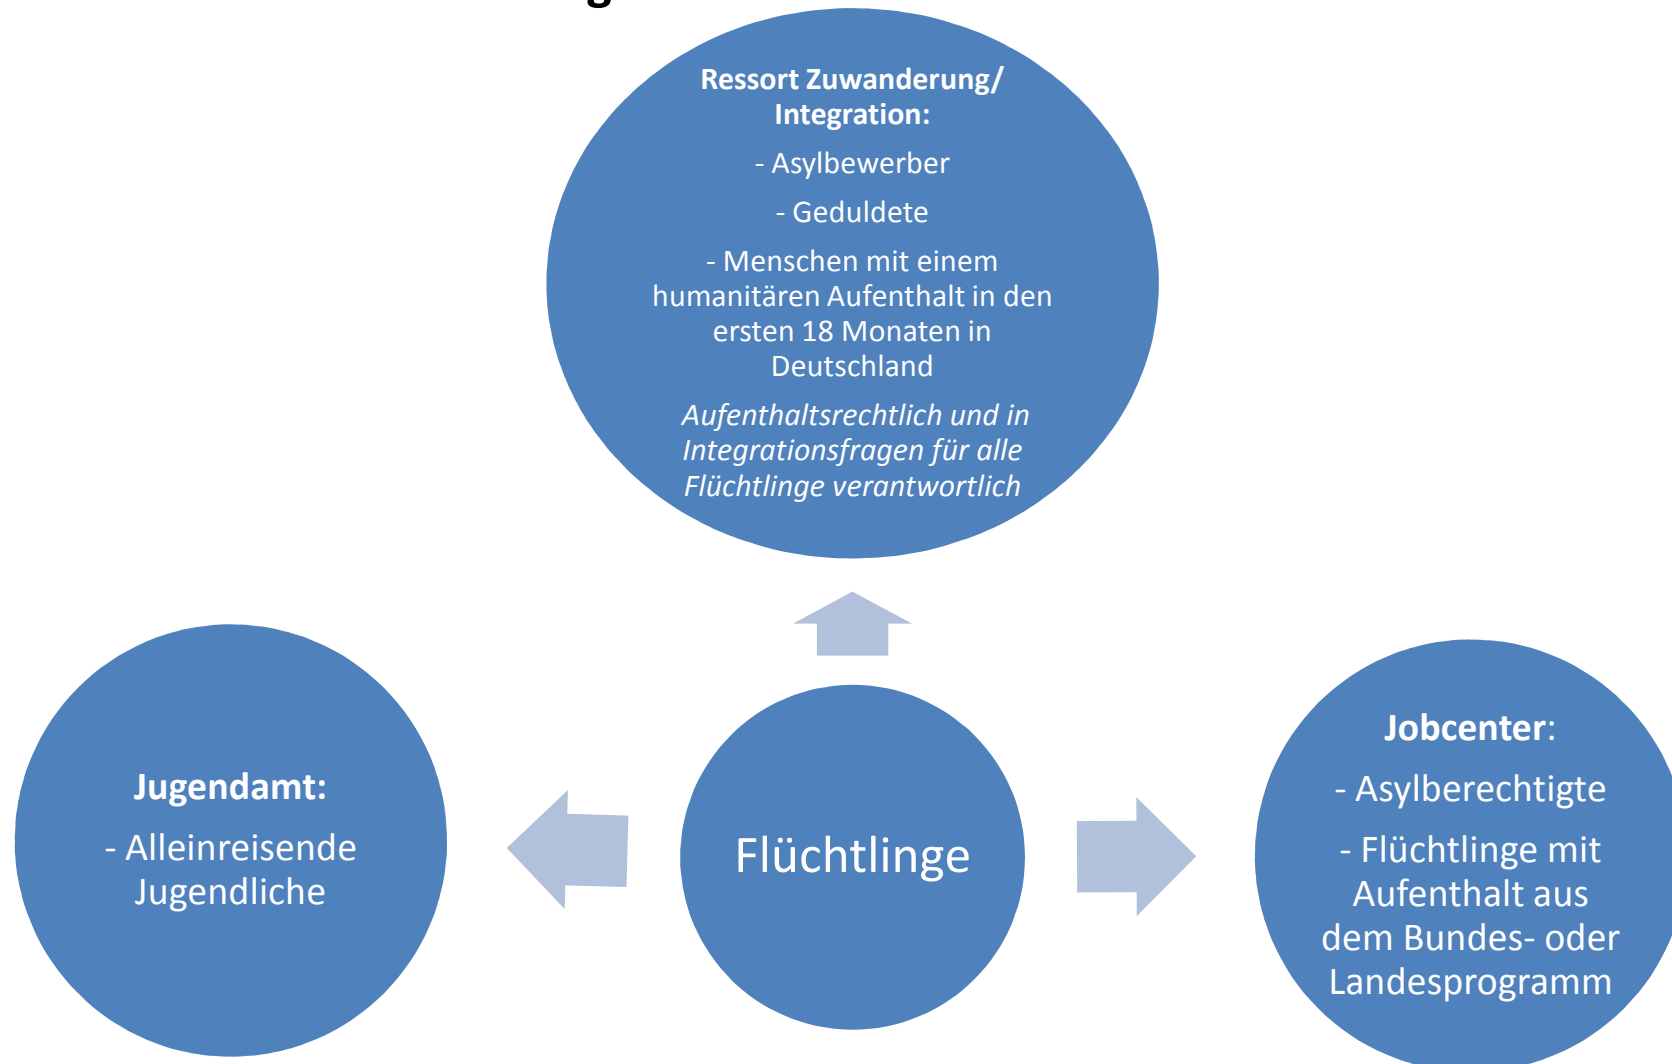 g
Ressort Zuwanderung/
Integration:
- Asylbewerber
- Geduldete
- Menschen mit einem
humanitären Aufenthalt in den
ersten 18 Monaten in
Deutschland
Aufenthaltsrechtlich und in
Integrationsfragen für alle
Flüchtlinge verantwortlich
Jugendamt:
- Alleinreisende
Jugendliche
Flüchtlinge
Jobcenter:
- Asylberechtigte
- Flüchtlinge mit
Aufenthalt aus
dem Bundes- oder
Landesprogramm